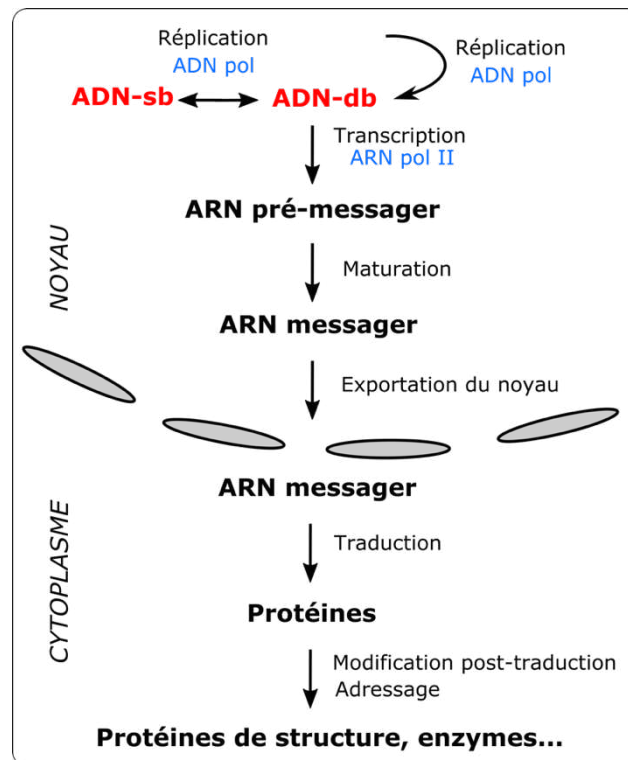 Réplication
ADN pol
Réplication
ADN pol
ADN-sb
ADN-db
Transcription
ARN pol II
ARN pré-messager
NOYAU
Maturation
ARN messager
Exportation du noyau
ARN messager
CYTOPLASME
Traduction
Protéines
Modification post-traduction
Adressage
Protéines de structure, enzymes...